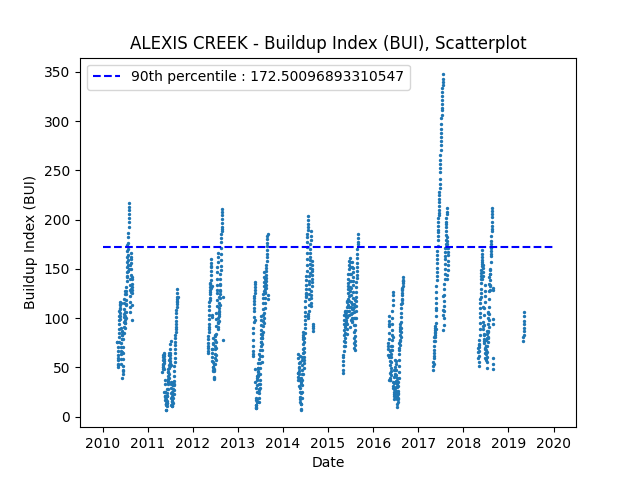 ALEXIS CREEK - Buildup Index (BUI), Scatterplot
90th percentile : 172.50096893310547
350
300
250
200
150
100
50
0
Buildup Index (BUI)
2010 2011 2012 2013 2014 2015 2016 2017 2018 2019 2020
Date